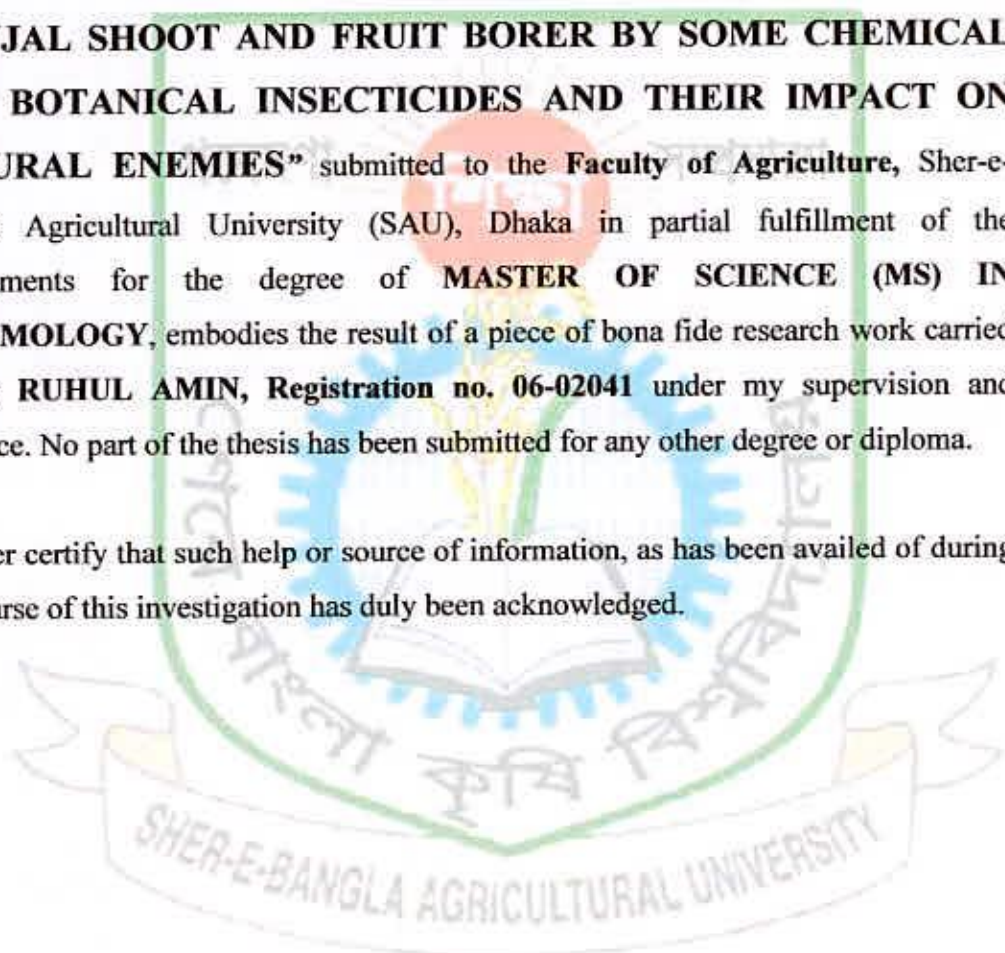 JAL SHOOT AND FRUIT BORER BY SOME CHEMICAL
BOTANICAL INSECTICIDES AND THEIR IMPACT ON
URAL ENEMIES” submitted to the Faculty of Agriculture, Sher-e-
Agricultural University (SAU), Dhaka in partial fulfillment of the
ments for the degree of MASTER OF SCIENCE (MS) IN
MOLOGY, embodies the result of a piece of bona fide research work carried
RUHUL AMIN, Registration no. 06-02041 under my supervision and
ce. No part of the thesis has been submitted for any other degree or diploma.
er certify that such help or source of information, as has been availed of during
urse of this investigation has duly been acknowledged.
শেরে বাংলা কৃষি বিশ্ববিদ্যালয়
SHER-E-BANGLA AGRICULTURAL UNIVERSITY